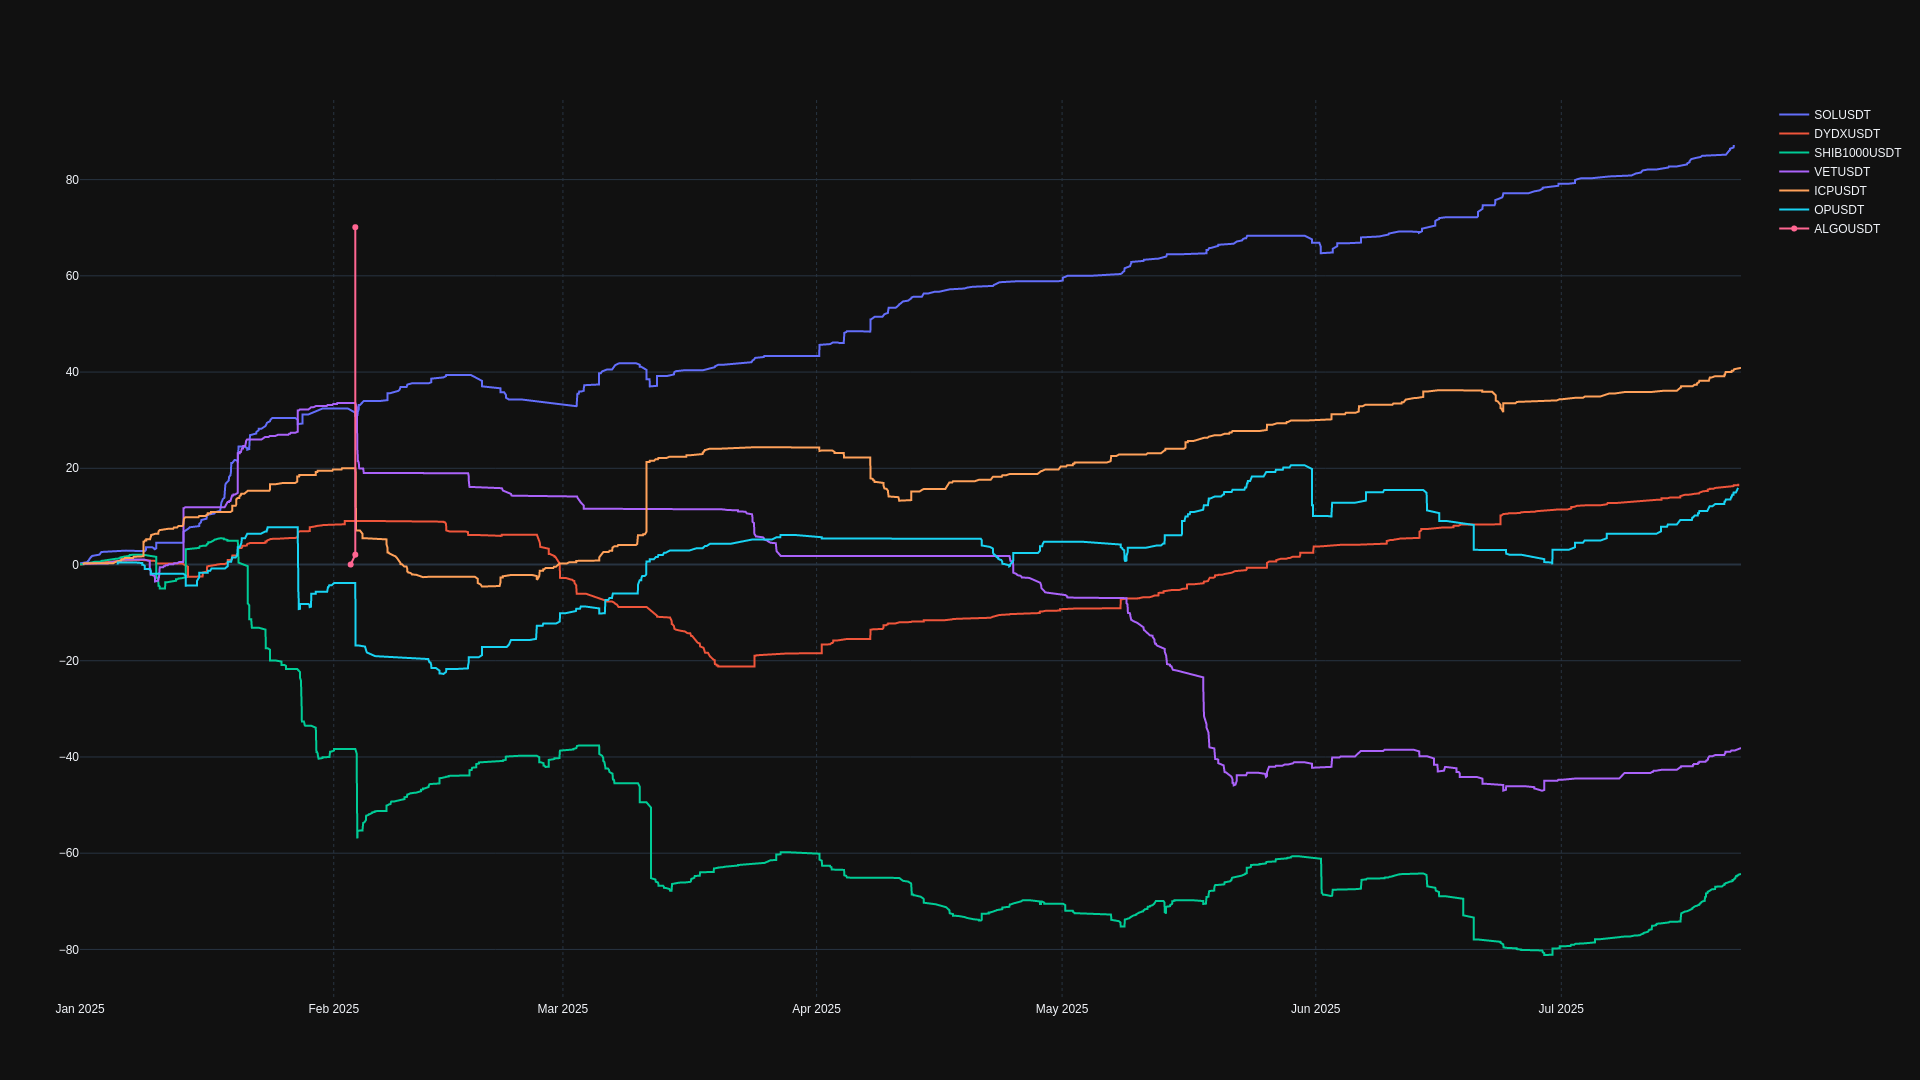 SOLUSDT
DYDXUSDT
SHIB1000USDT
VETUSDT
ICPUSDT
OPUSDT
ALGOUSDT
80
60
40
20
0
−20
−40
−60
−80
Jan 2025 Feb 2025 Mar 2025 Apr 2025 May 2025 Jun 2025 Jul 2025